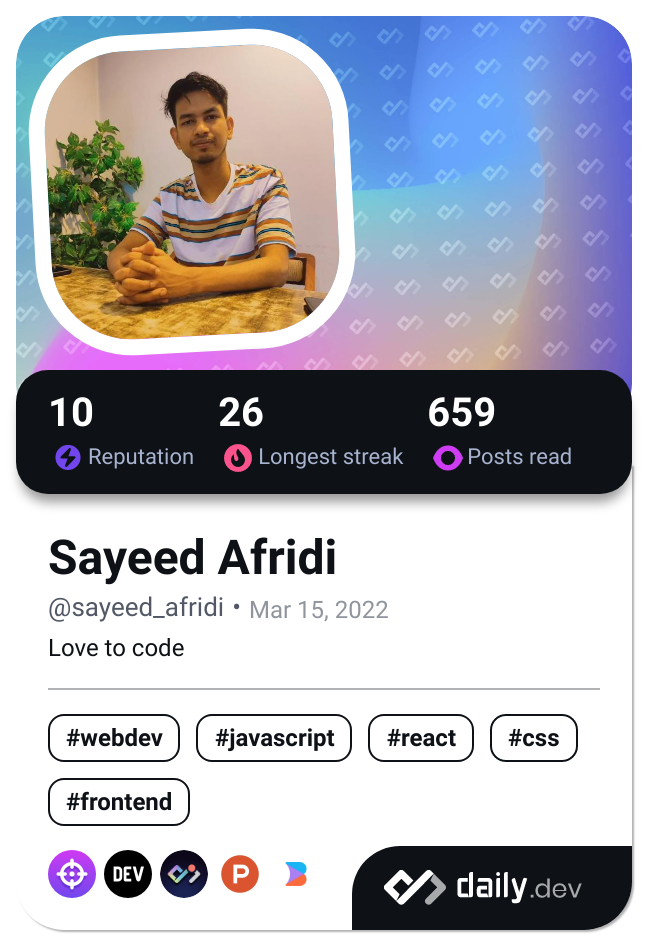 10 26 659
Reputation Longest streak Posts read
Sayeed Afridi
@sayeed_afridi • Mar 15, 2022
Love to code
#webdev #javascript #react #css
#frontend
DEV P daily.dev